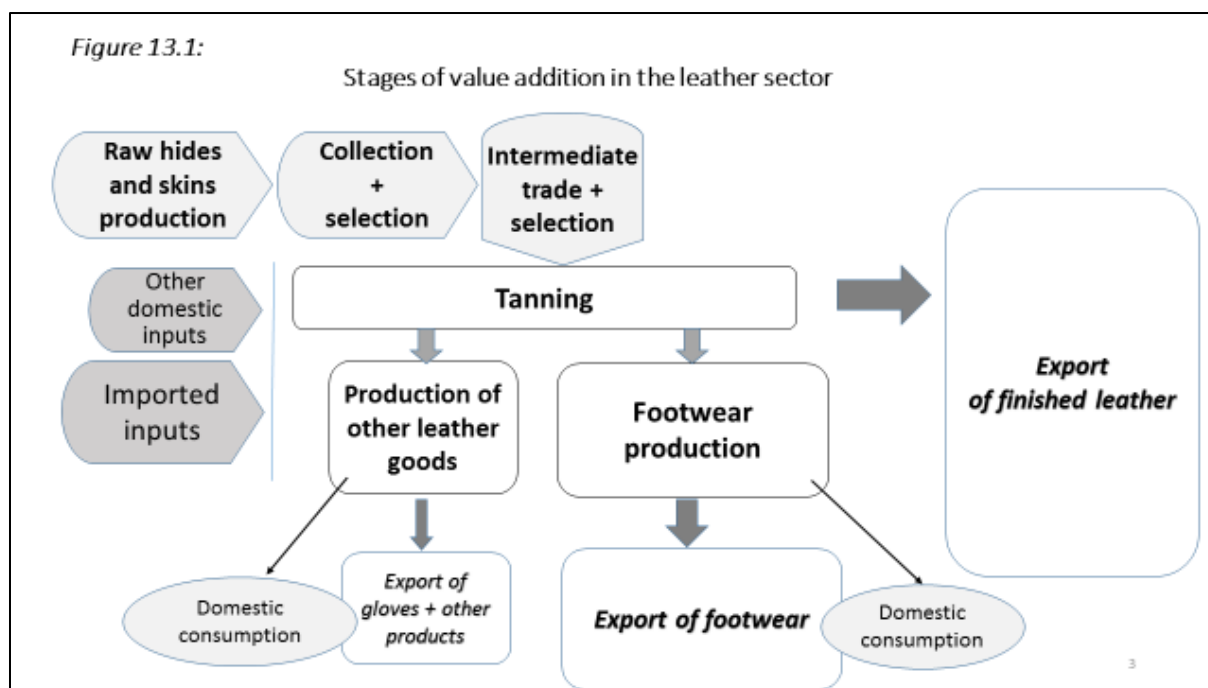 Figure 13.1:
Stages of value addition in the leather sector
Raw hides
and skins
production
Collection
+
selection
Intermediate
trade +
selection
Other
domestic
inputs
Tanning
Export
of finished leather
Imported
inputs
Production of
other leather
goods
Footwear
production
Domestic
consumption
Export of
gloves + other
products
Export of footwear
Domestic
consumption
3